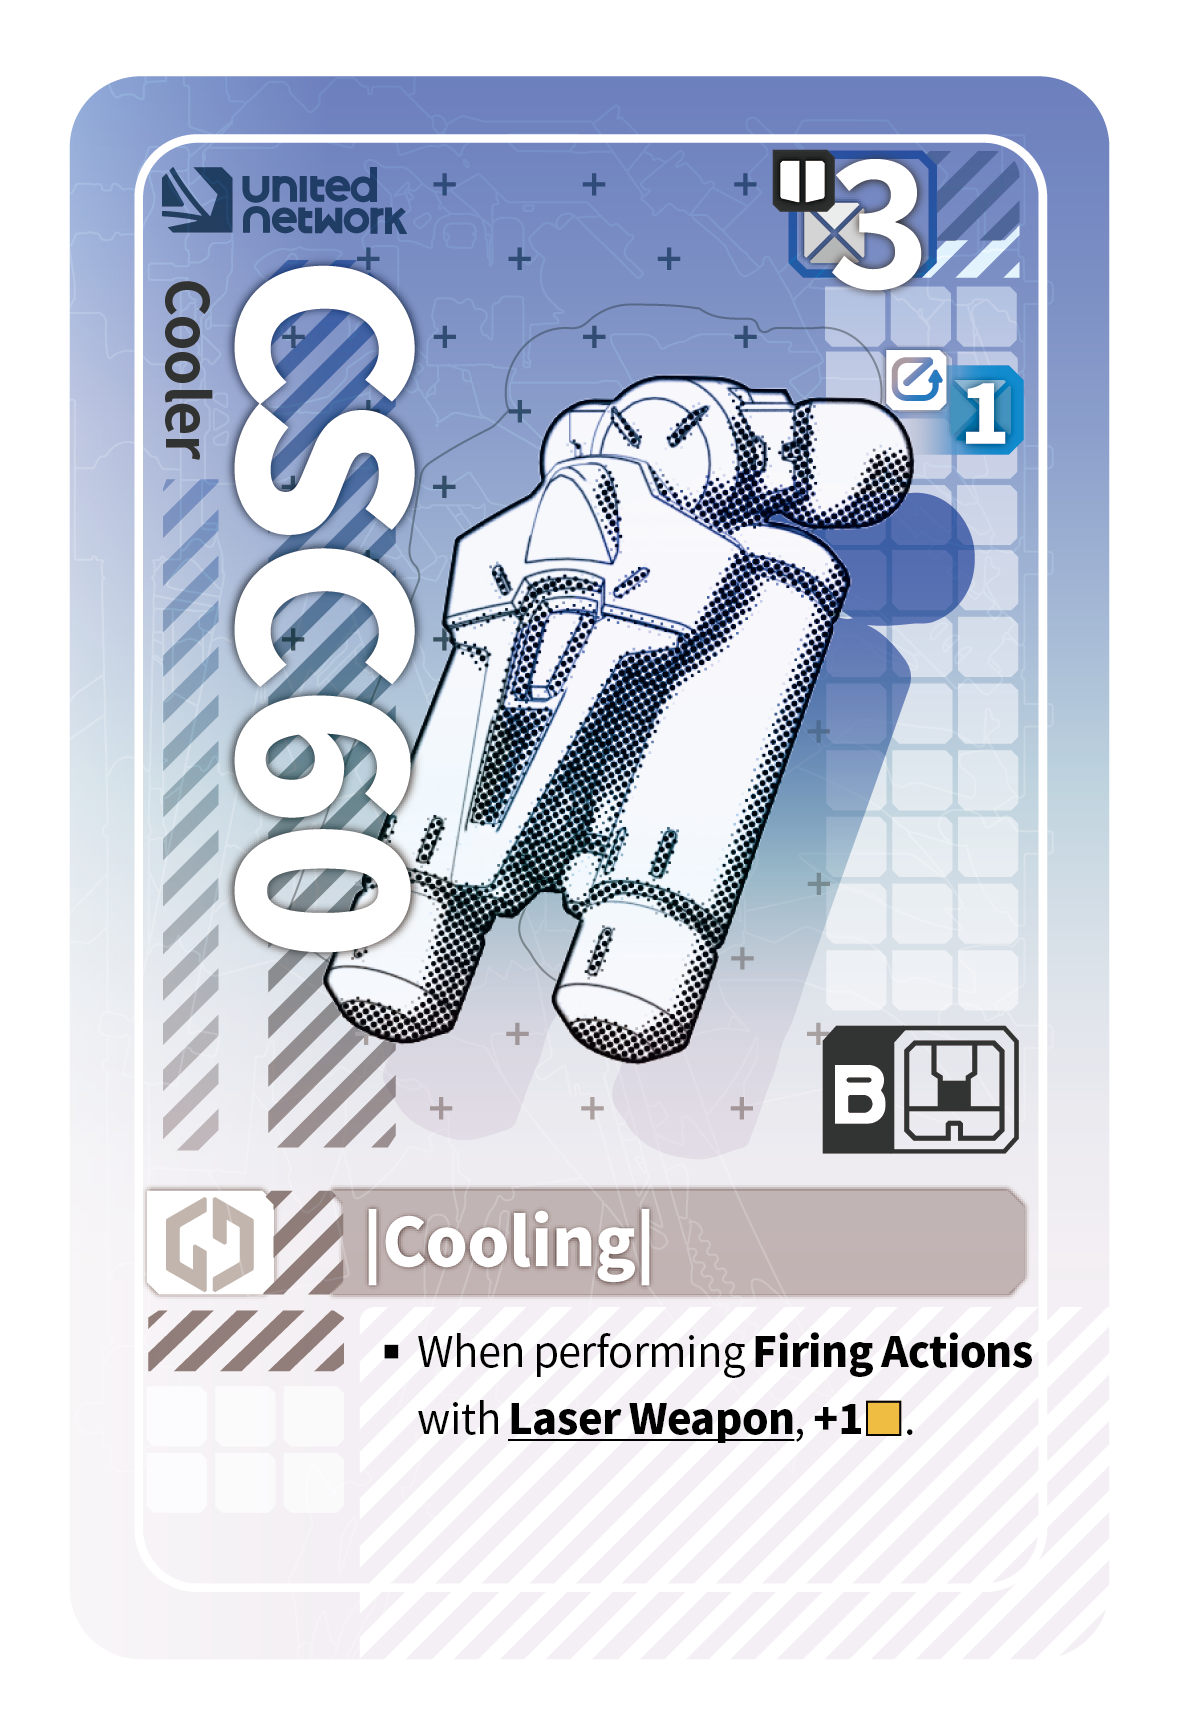 united
network
3
Cooler
CSC60
1
B
|Cooling|
▪ When performing Firing Actions
with Laser Weapon, +1.